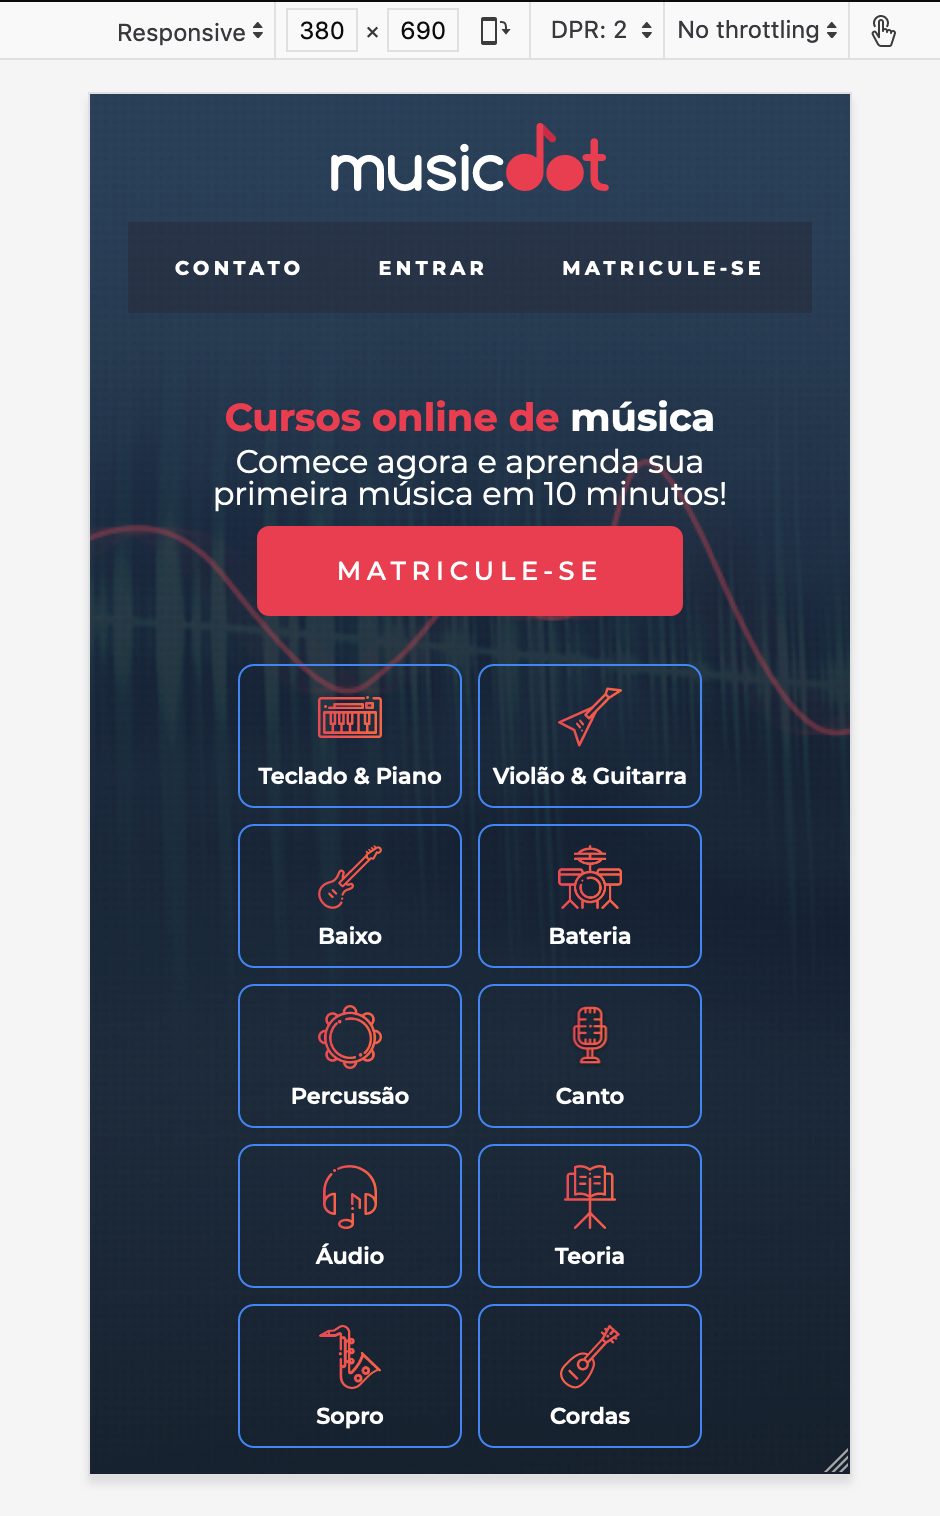 Responsive 380 × 690 DPR: 2 No throttling
musicdot
CONTATO ENTRAR MATRICULE-SE
Cursos online de música
Comece agora e aprenda sua
primeira música em 10 minutos!
MATRICULE-SE
Teclado & Piano Violão & Guitarra
Baixo Bateria
Percussão Canto
Áudio Teoria
Sopro Cordas